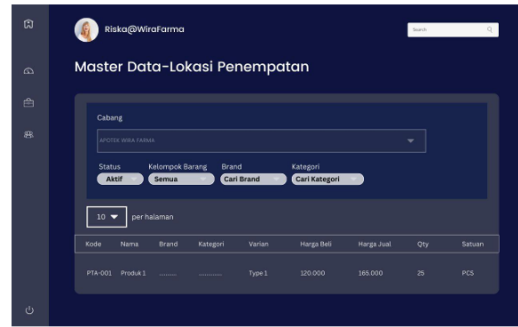 Riska@WiraFarma
Search
Master Data-Lokasi Penempatan
Cabang
APOTEK WIRA FARMA
Status Kelompok Barang Brand Kategori
Aktif Semua Cari Brand Cari Kategori
10 per halaman
Kode Nama Brand Kategori Varian Harga Beli Harga Jual Qty Satuan
PTA-001 Produk 1 .......... .............. Type 1 120.000 165.000 25 PCS